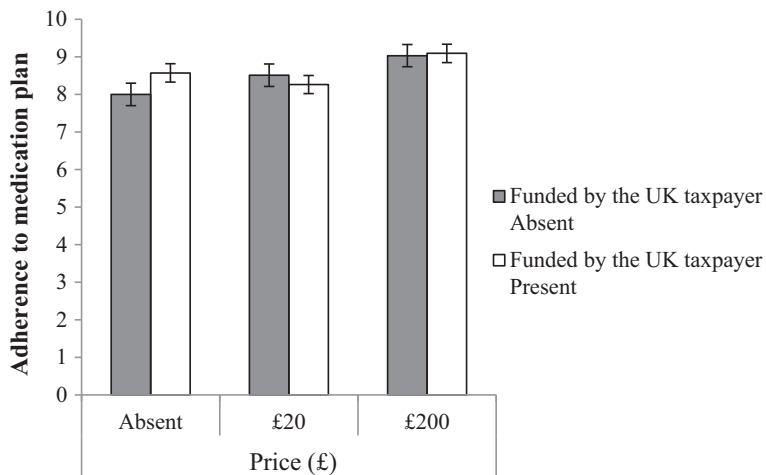 Adherence to medication plan
10
9
8
7
6
5
4
3
2
1
0
Absent £20 £200
Price (£)
Funded by the UK taxpayer
Absent
Funded by the UK taxpayer
Present